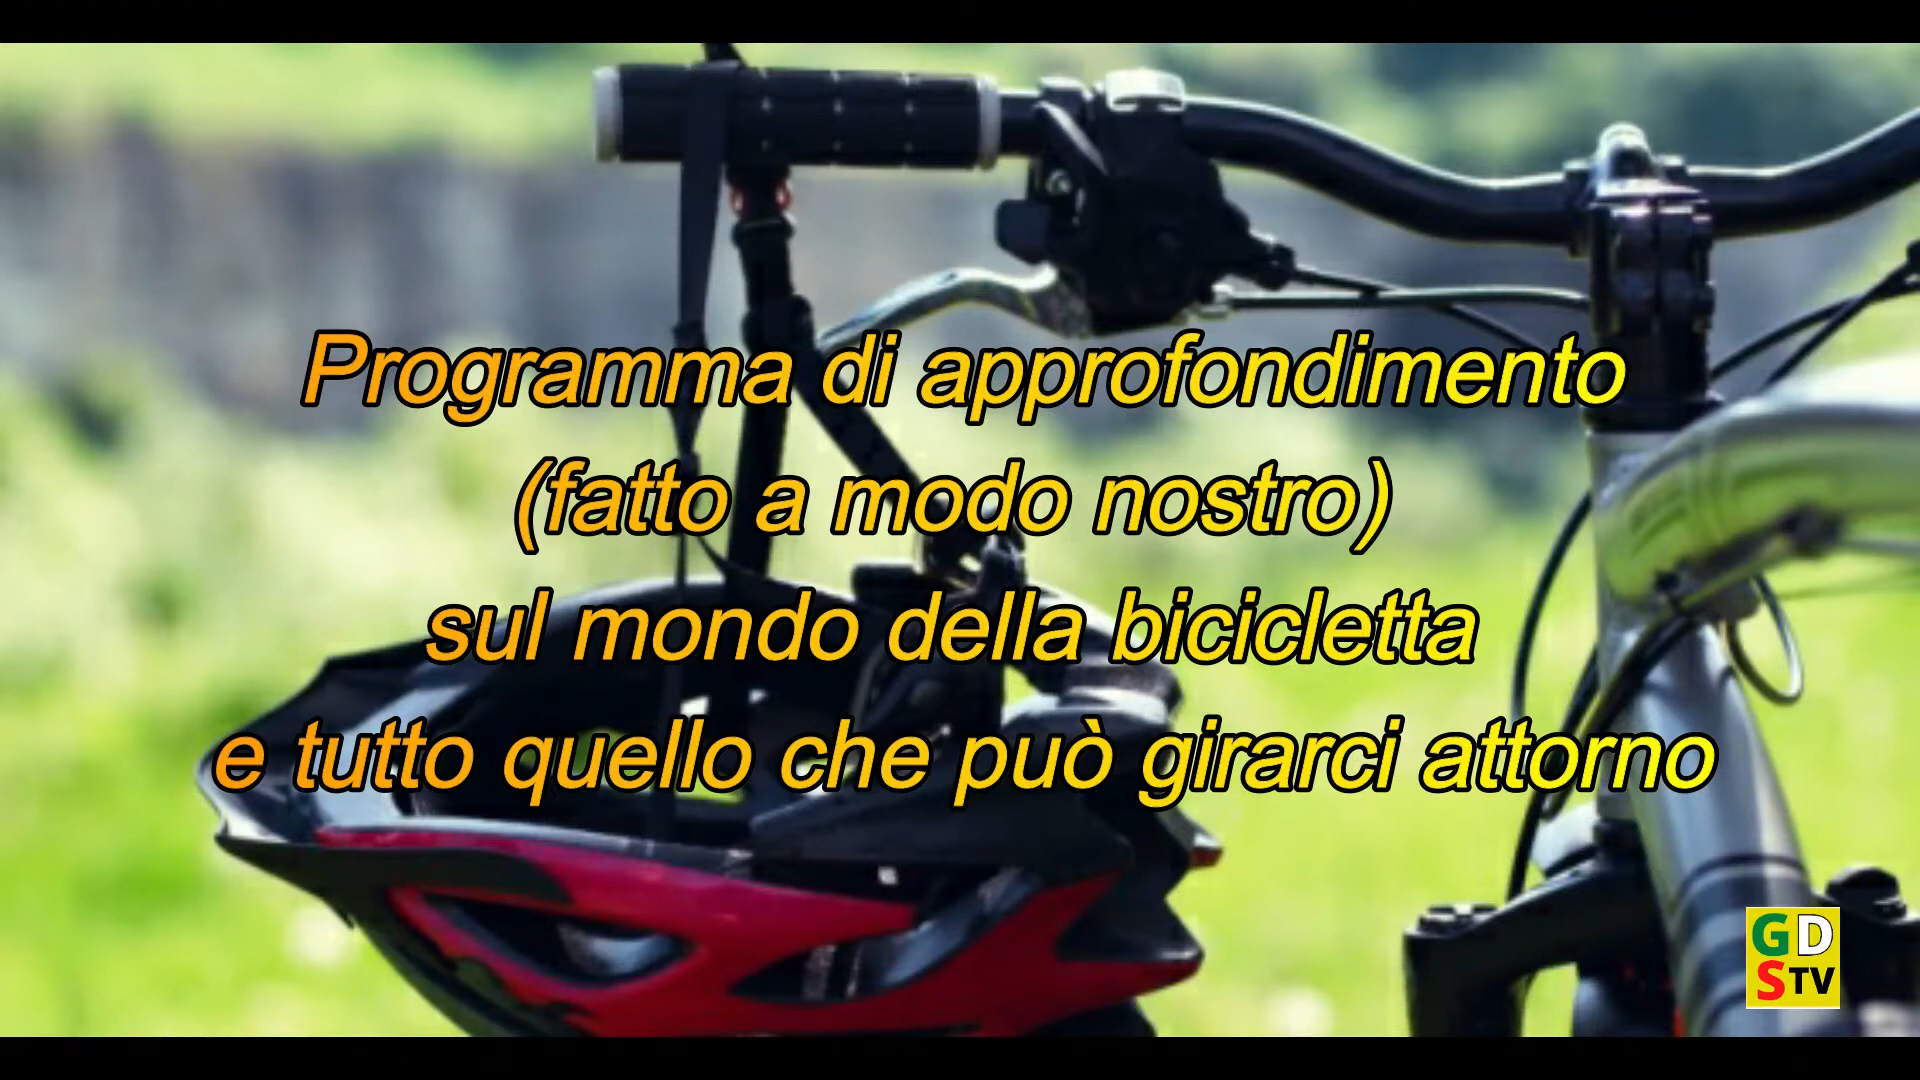 Programma di approfondimento
(fatto a modo nostro)
sul mondo della bicicletta
e tutto quello che può girarci attorno
GD
STV